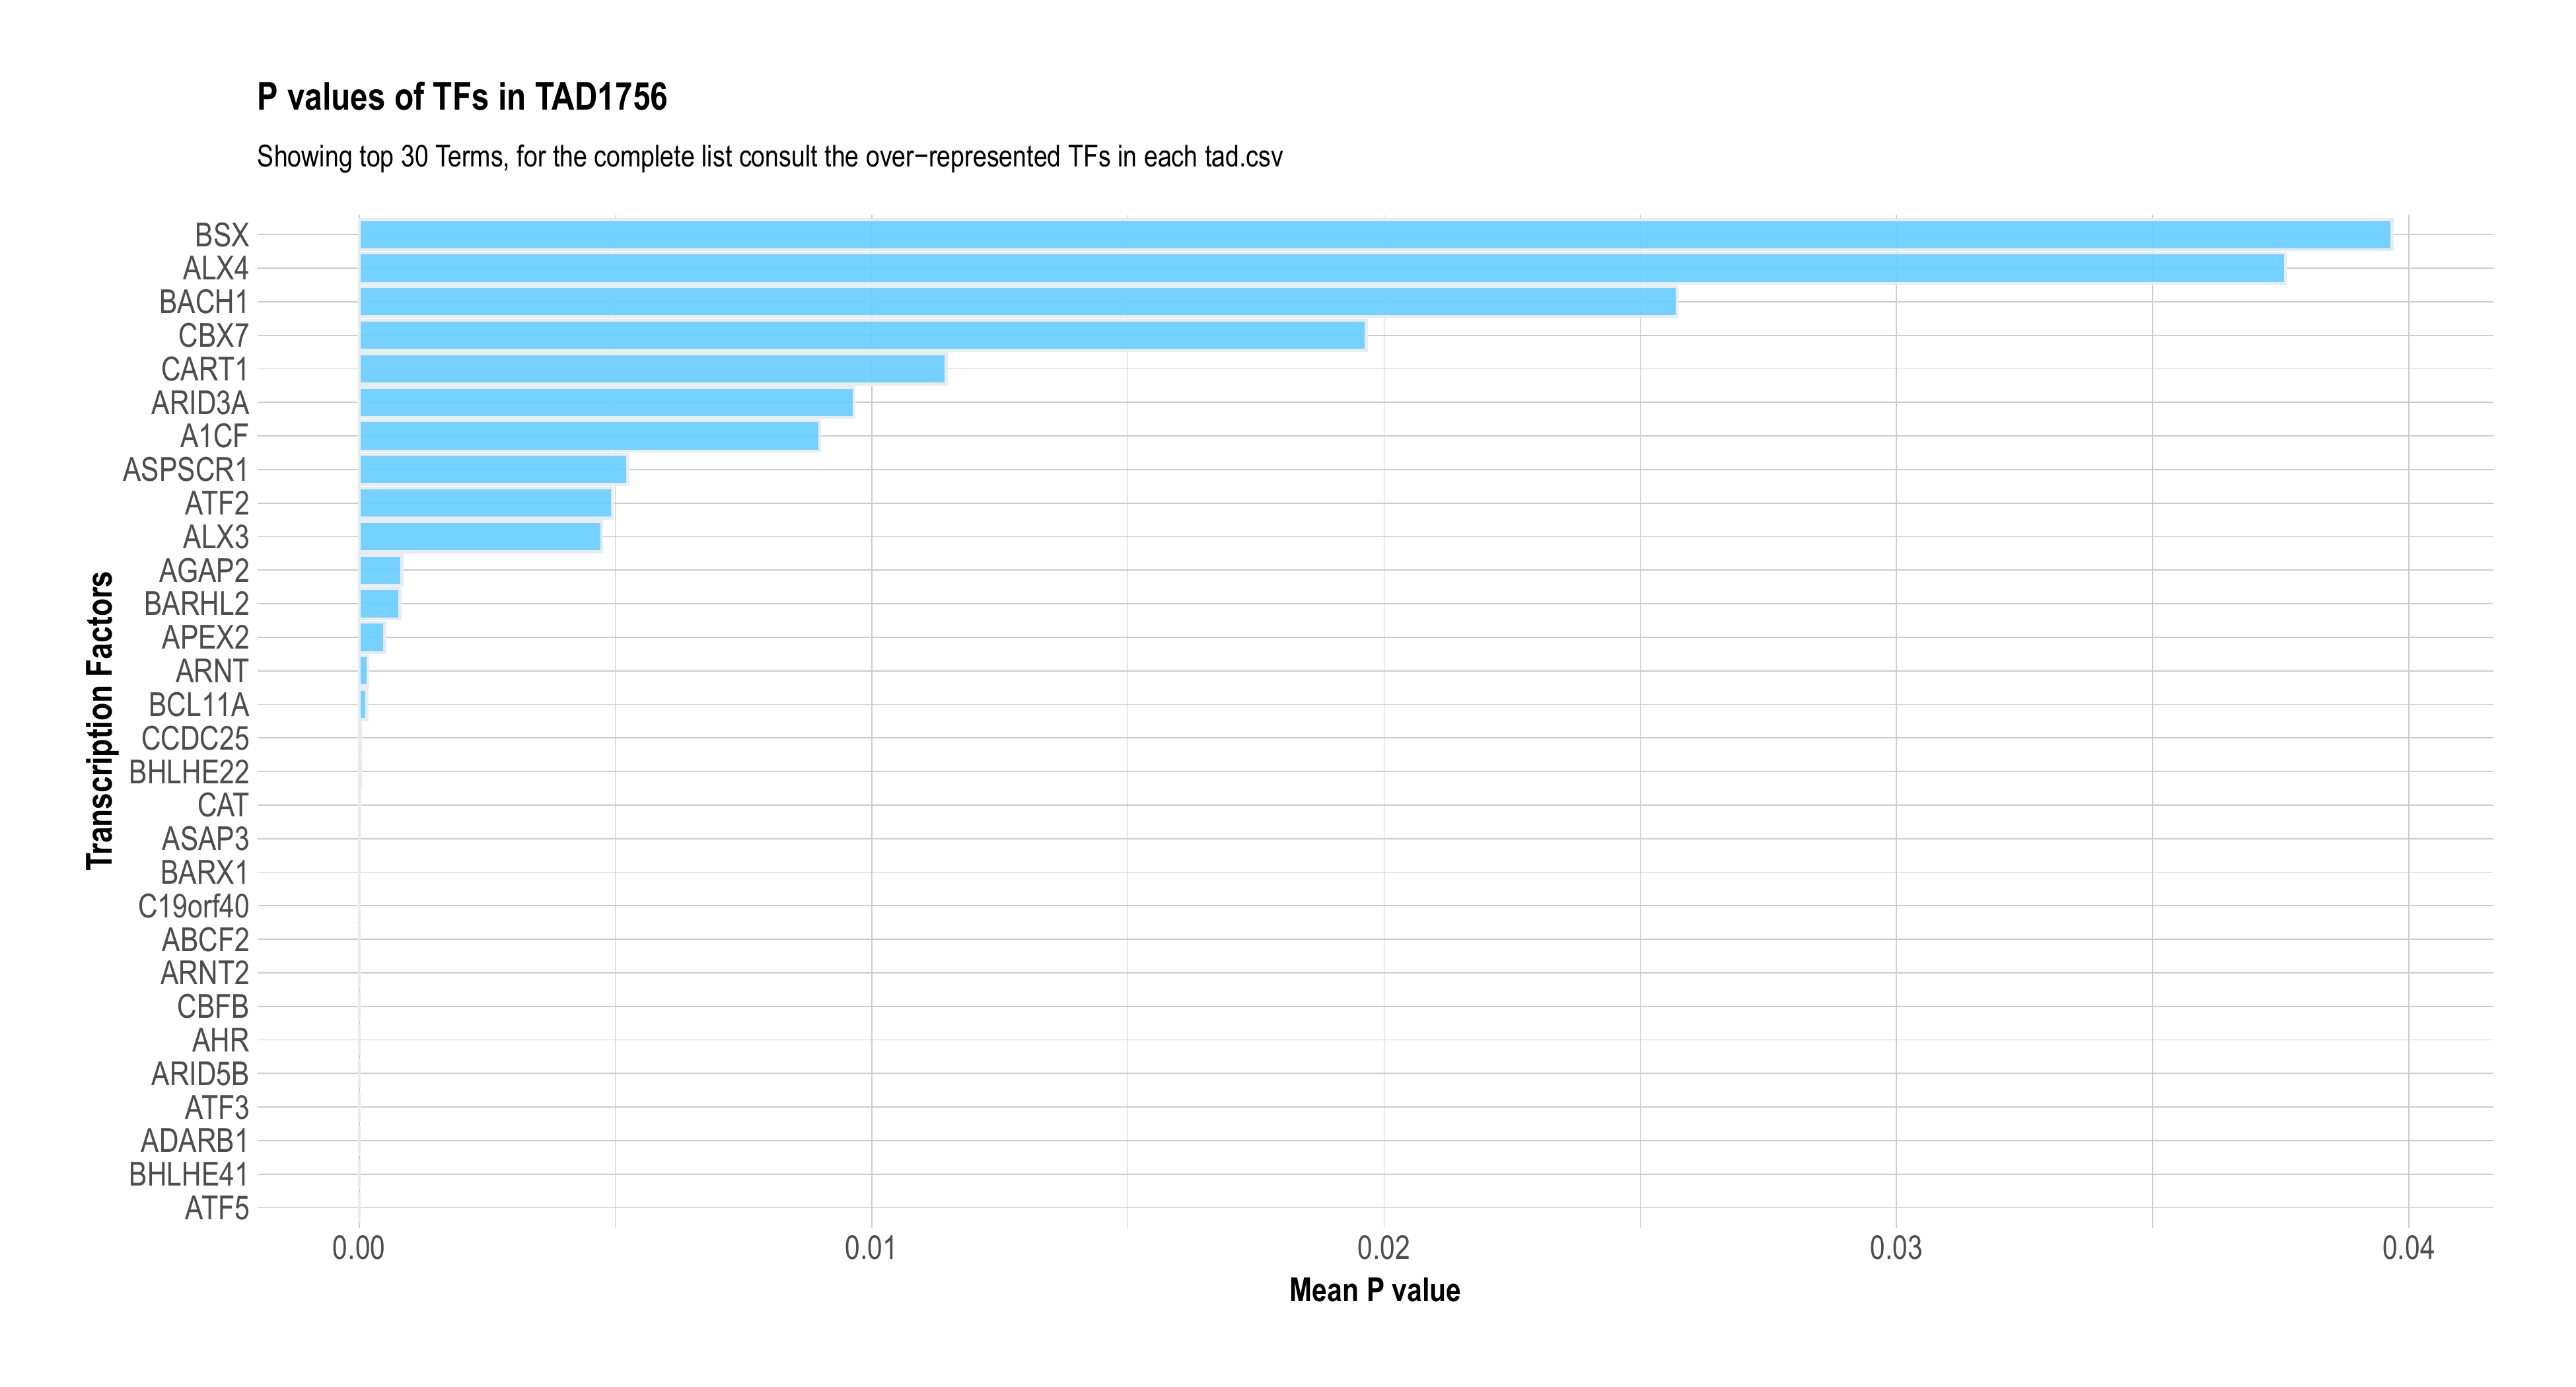 P values of TFs in TAD1756
Showing top 30 Terms, for the complete list consult the over−represented TFs in each tad.csv
Transcription Factors
BSX
ALX4
BACH1
CBX7
CART1
ARID3A
A1CF
ASPSCR1
ATF2
ALX3
AGAP2
BARHL2
APEX2
ARNT
BCL11A
CCDC25
BHLHE22
CAT
ASAP3
BARX1
C19orf40
ABCF2
ARNT2
CBFB
AHR
ARID5B
ATF3
ADARB1
BHLHE41
ATF5
0.00 0.01 0.02 0.03 0.04
Mean P value